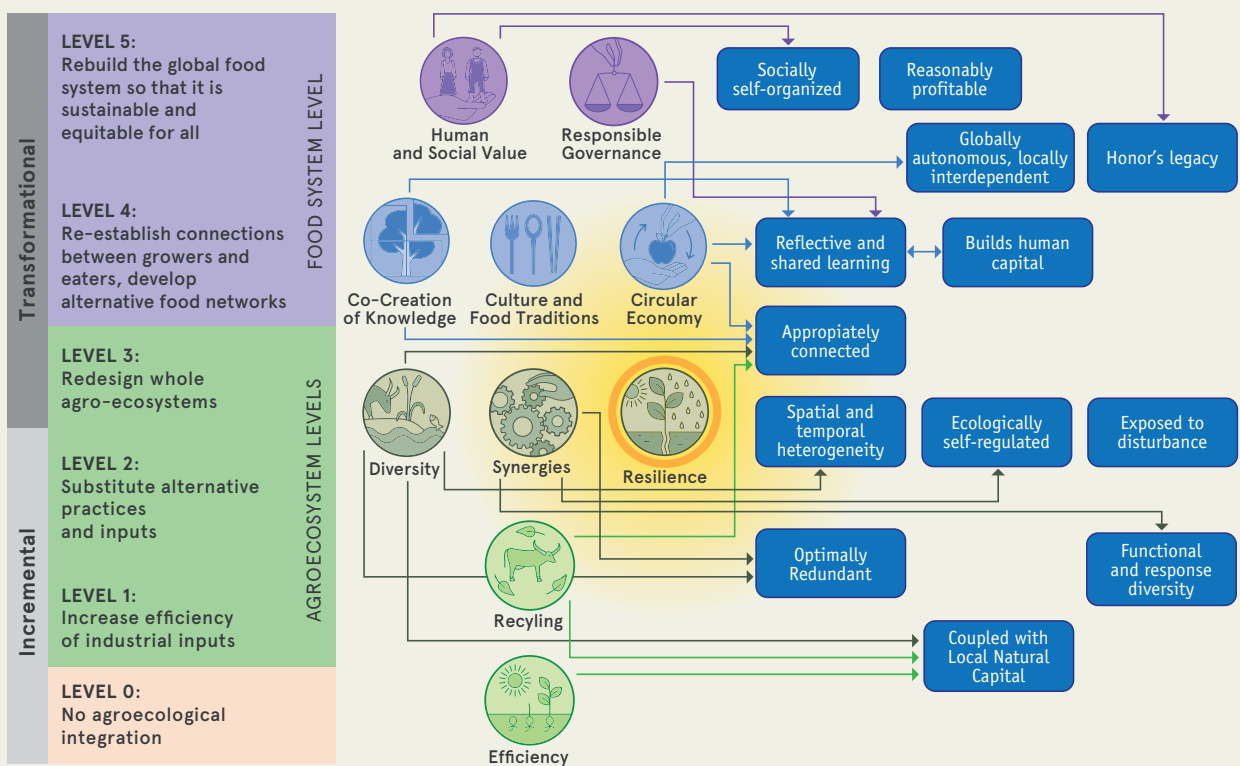 Transformational
Incremental
LEVEL 5:
Rebuild the global food
system so that it is
sustainable and
equitable for all
LEVEL 4:
Re-establish connections
between growers and
eaters, develop
alternative food networks
FOOD SYSTEM LEVEL
LEVEL 3:
Redesign whole
agro-ecosystems
LEVEL 2:
Substitute alternative
practices
and inputs
LEVEL 1:
Increase efficiency
of industrial inputs
AGROECOSYSTEM LEVELS
LEVEL 0:
No agroecological
integration
Human
and Social Value
Responsible
Governance
Socially
self-organized
Reasonably
profitable
Globally
autonomous, locally
interdependent
Honor's legacy
Co-Creation
of Knowledge
Culture and
Food Traditions
Circular
Economy
Reflective and
shared learning
Builds human
capital
Appropiately
connected
Diversity
Synergies
Resilience
Spatial and
temporal
heterogeneity
Ecologically
self-regulated
Exposed to
disturbance
Recyling
Optimally
Redundant
Functional
and response
diversity
Efficiency
Coupled with
Local Natural
Capital